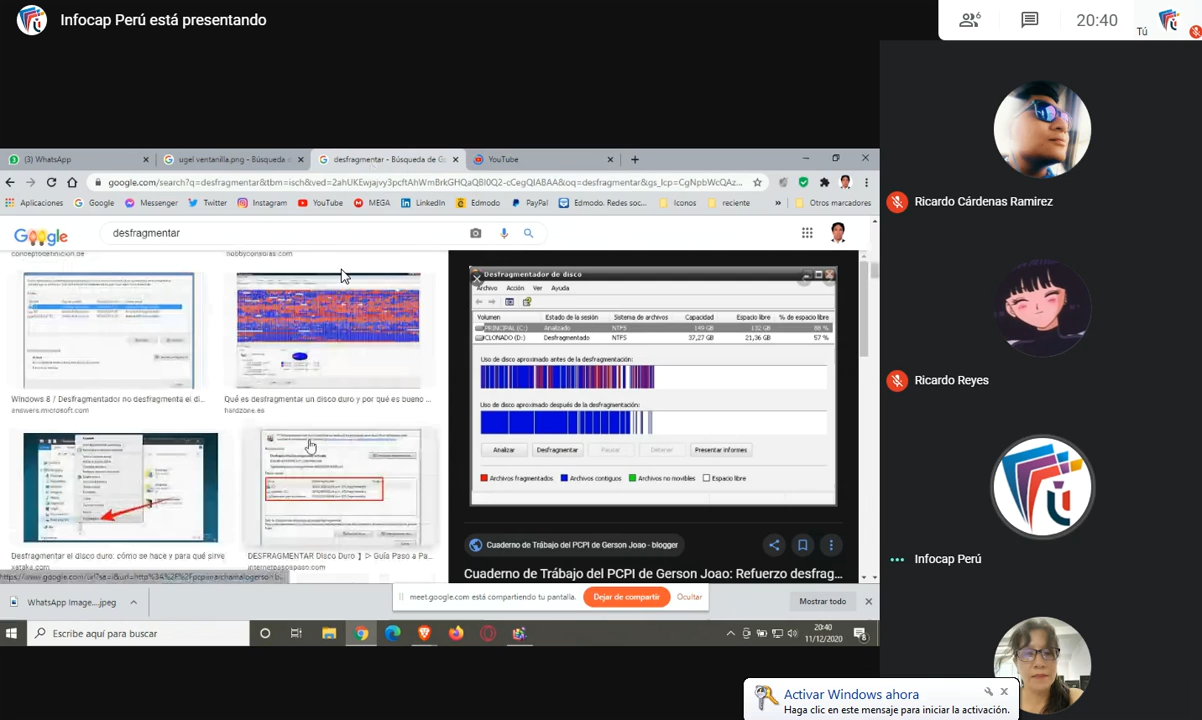 Infocap Perú está presentando
6
20:40
Tú
(3) WhatsApp
ugel ventanilla.png - Búsqueda
desfragmentar - Búsqueda de G
YouTube
google.com/search?q=desfragmentar&tbm=isch&ved=2ahUKEwjajvy3pcftAhWmBrkGHQaQBI0Q2-cCegQIABAA&oq=desfragmentar&gs_lcp=CgNpbWcQAz...
Aplicaciones
Google
Messenger
Twitter
Instagram
YouTube
MEGA
LinkedIn
Edmodo
PayPal
Edmodo. Redes soc...
Iconos
reciente
»
Otros marcadores
Google
desfragmentar
conceptodefinicion.de
hobbyconsolas.com
Windows 8 / Desfragmentador no desfragmenta el di...
answers.microsoft.com
Qué es desfragmentar un disco duro y por qué es bueno ...
hardzone.es
Desfragmentar el disco duro: cómo se hace y para qué sirve
xataka.com
DESFRAGMENTAR Disco Duro 】▷ Guía Paso a Pa...
internetpasoapaso.com
Desfragmentador de disco
Archivo Acción Ver Ayuda
Volumen Estado de la sesión Sistema de archivos Capacidad Espacio libre % de espacio libre
PRINCIPAL (C:) Analizado NTFS 149 GB 132 GB 88 %
CLONADO (D:) Desfragmentado NTFS 37,27 GB 21,36 GB 57 %
Uso de disco aproximado antes de la desfragmentación:
Uso de disco aproximado después de la desfragmentación:
Analizar Desfragmentar Pausar Detener Presentar informes
Archivos fragmentados Archivos contiguos Archivos no movibles Espacio libre
Cuaderno de Trábajo del PCPI de Gerson Joao - blogger
Cuaderno de Trábajo del PCPI de Gerson Joao: Refuerzo desfrag...
WhatsApp Image....jpeg
meet.google.com está compartiendo tu pantalla.
Dejar de compartir
Ocultar
Mostrar todo
Escribe aquí para buscar
20:40
11/12/2020
8
Ricardo Cárdenas Ramirez
Ricardo Reyes
Infocap Perú
Activar Windows ahora
Haga clic en este mensaje para iniciar la activación.